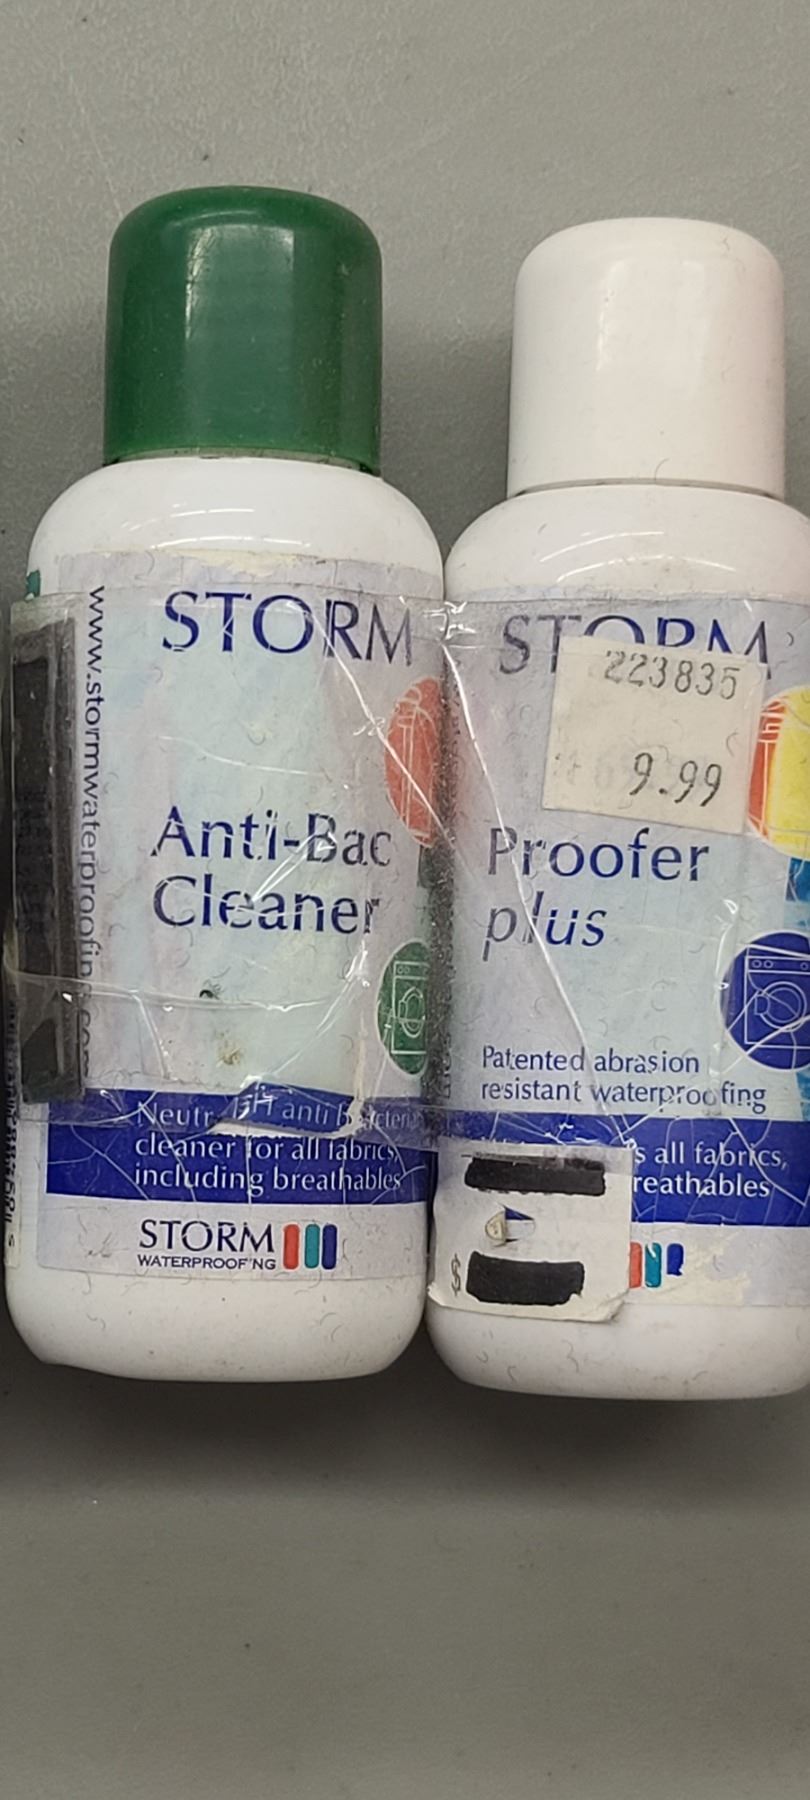 www.stormwaterproofing.com
STORM
Anti-Bac
Cleaner
cleaner for all fabrics,
including breathables
STORM
WATERPROOFING
STORM
223835
9.99
Proofer
plus
Patented abrasion
resistant waterproofing
all fabrics,